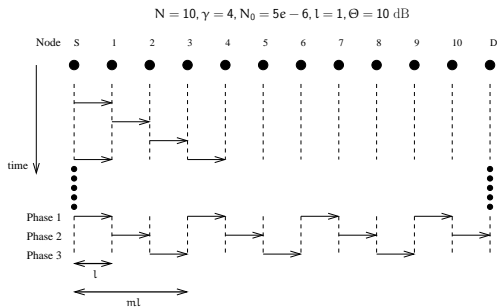 N = 10, γ = 4, N₀ = 5e − 6, l = 1, Θ = 10 dB
Node S 1 2 3 4 5 6 7 8 9 10 D
time
Phase 1
Phase 2
Phase 3
l
ml